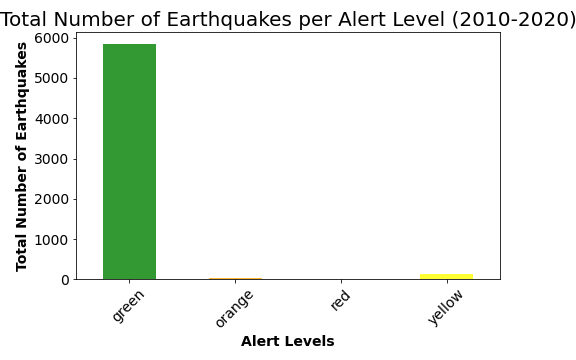 Total Number of Earthquakes per Alert Level (2010-2020)
Total Number of Earthquakes
6000
5000
4000
3000
2000
1000
0
green
orange
red
yellow
Alert Levels